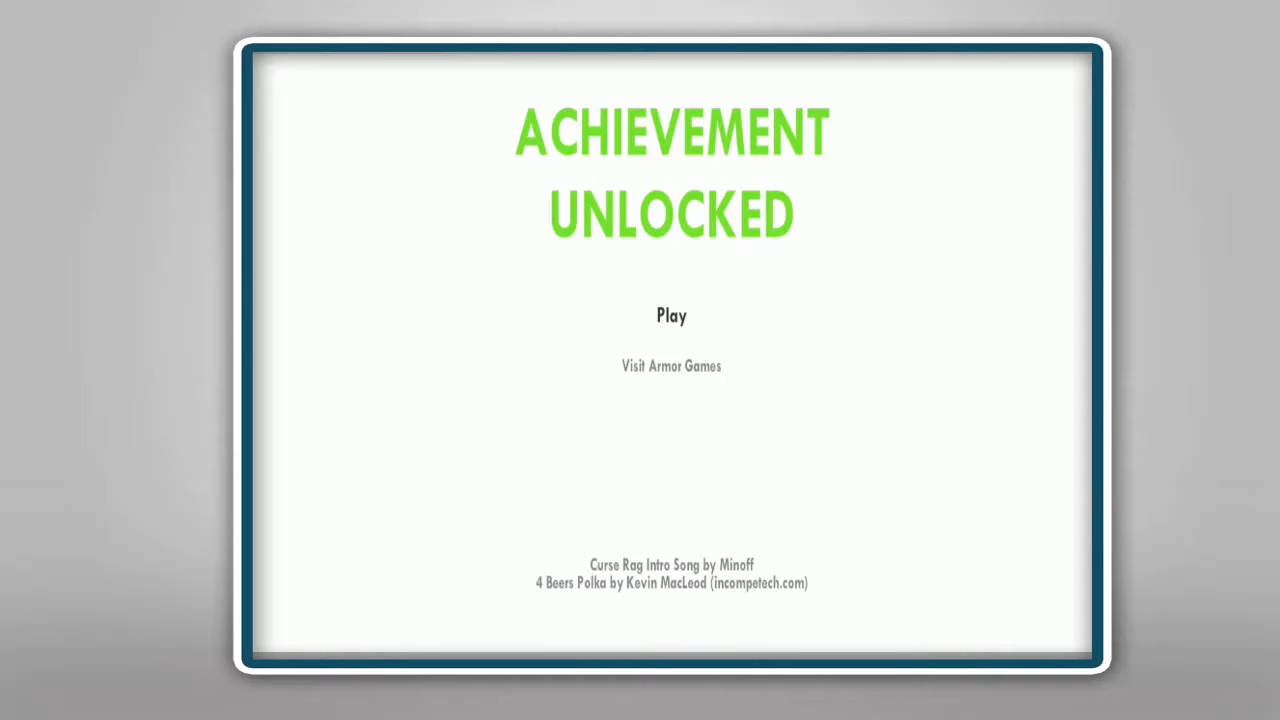 ACHIEVEMENT
UNLOCKED
Play
Visit Armor Games
Curse Rag Intro Song by Minoff
4 Beers Polka by Kevin MacLeod (incompetech.com)